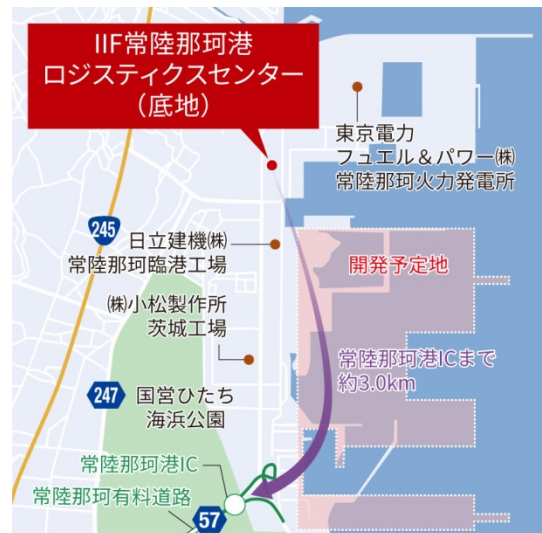 IIF常陸那珂港
ロジスティクスセンター
（底地）
東京電力
フュエル＆パワー㈱
常陸那珂火力発電所
245
日立建機㈱
常陸那珂臨港工場
開発予定地
㈱小松製作所
茨城工場
常陸那珂港ICまで
約3.0km
247
国営ひたち
海浜公園
常陸那珂港IC
常陸那珂有料道路
57